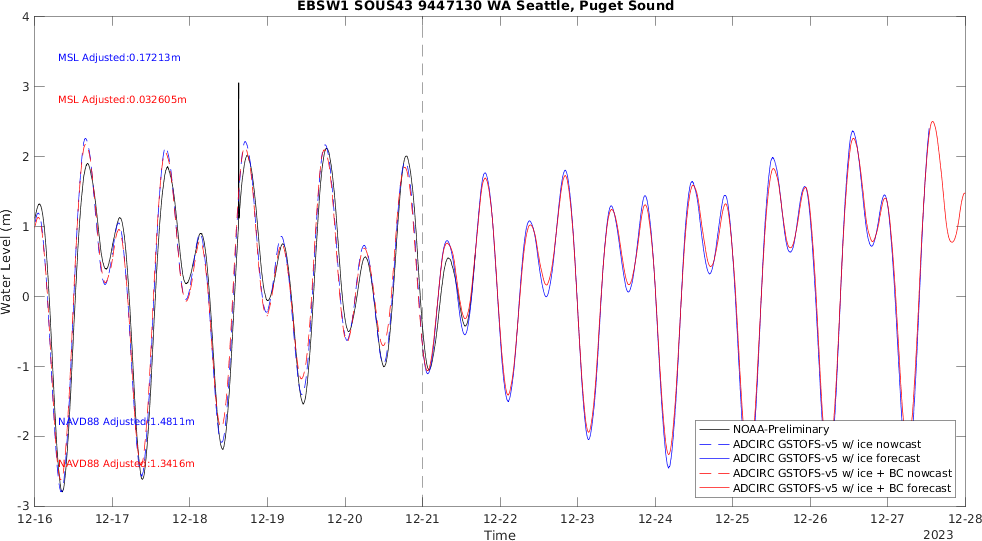 EBSW1 SOUS43 9447130 WA Seattle, Puget Sound
Water Level (m)
4
3
2
1
0
-1
-2
-3
MSL Adjusted:0.17213m
MSL Adjusted:0.032605m
NAVD88 Adjusted:1.4811m
NAVD88 Adjusted:1.3416m
NOAA-Preliminary
ADCIRC GSTOFS-v5 w/ ice nowcast
ADCIRC GSTOFS-v5 w/ ice forecast
ADCIRC GSTOFS-v5 w/ ice + BC nowcast
ADCIRC GSTOFS-v5 w/ ice + BC forecast
12-16 12-17 12-18 12-19 12-20 12-21 12-22 12-23 12-24 12-25 12-26 12-27 12-28
Time
2023